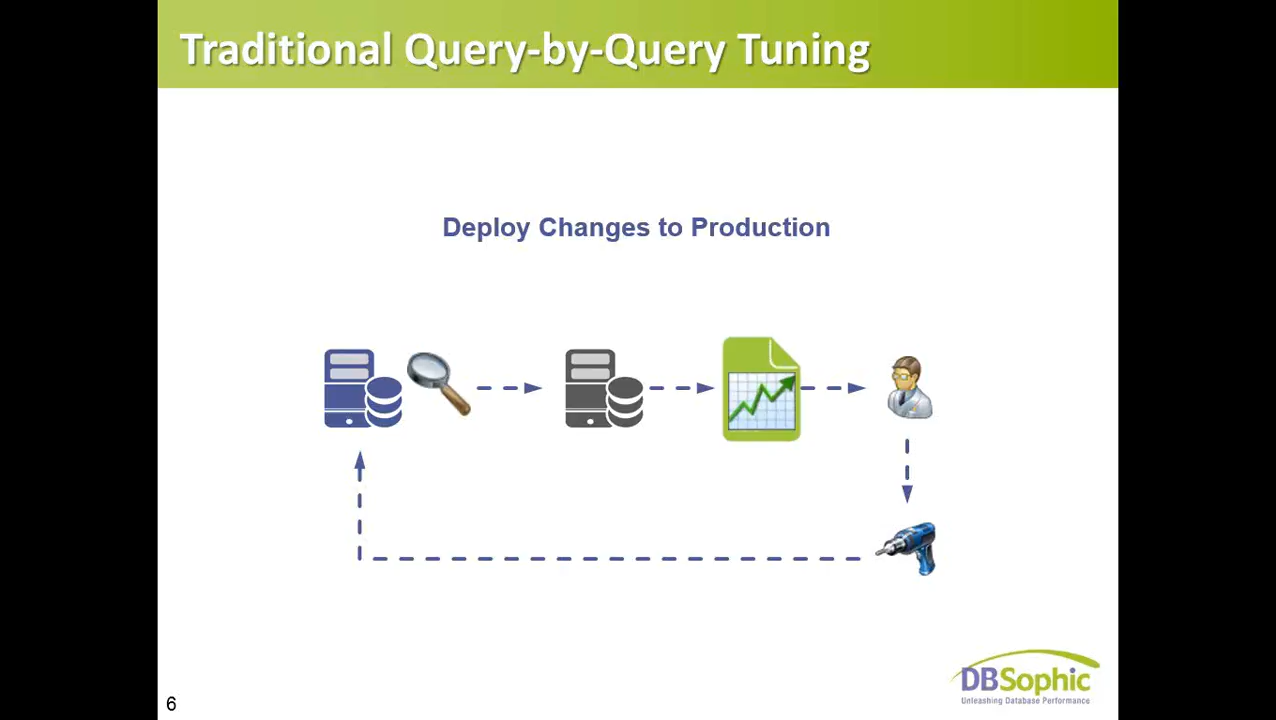 Traditional Query-by-Query Tuning
Deploy Changes to Production
DBSophic
Unleashing Database Performance
6